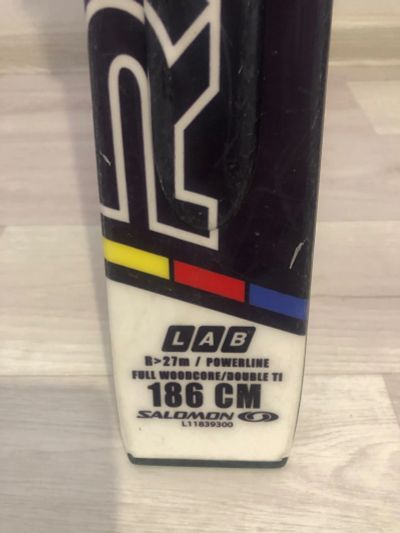 R
LAB
R>27m / POWERLINE
FULL WOODCORE/DOUBLE TI
186 CM
SALOMON
L11839300